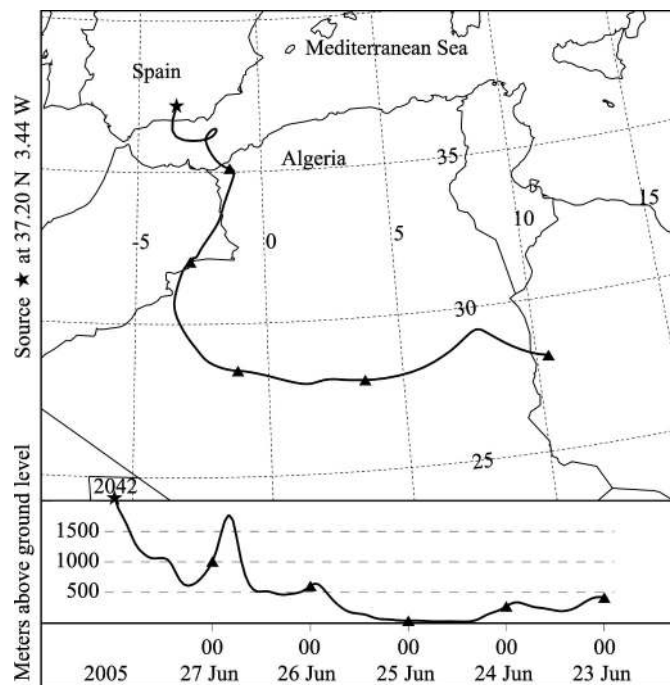 Mediterranean Sea
Spain
Algeria
35
15
10
-5
0
5
30
25
Source ★ at 37.20 N 3.44 W
2042
1500
1000
500
Meters above ground level
00 00 00 00 00
2005 27 Jun 26 Jun 25 Jun 24 Jun 23 Jun